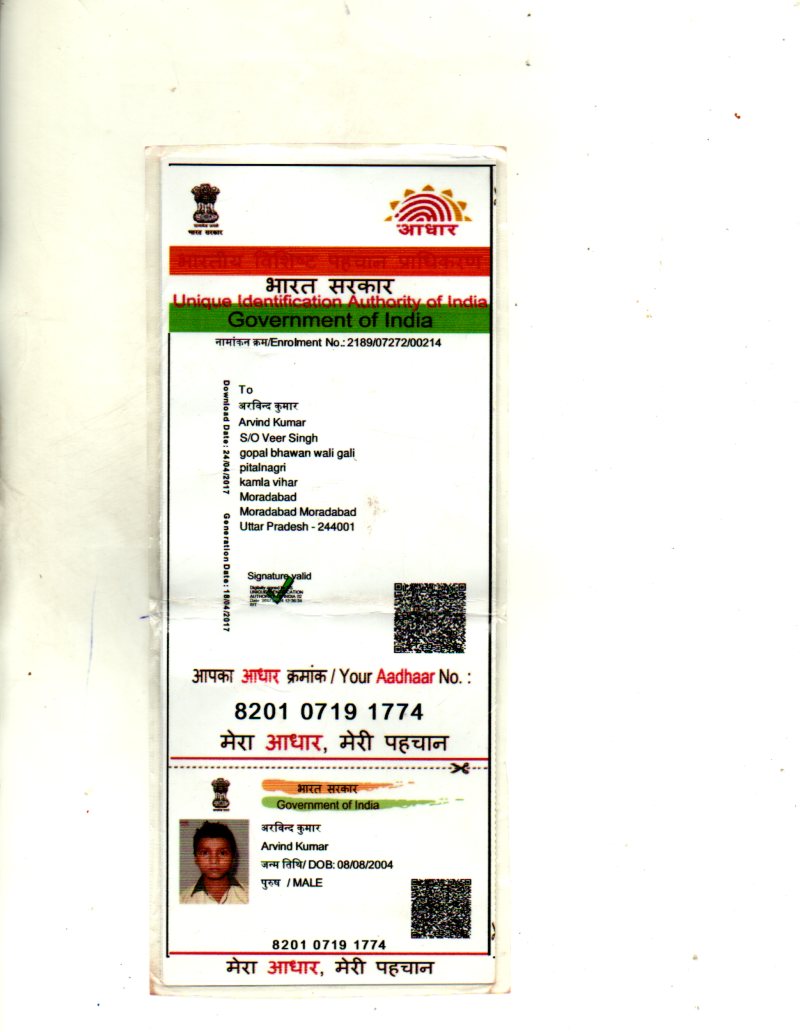 भारत सरकार
आधार
भारतीय विशिष्ट पहचान प्राधिकरण
भारत सरकार
Unique Identification Authority of India
Government of India
नामांकन क्रम/Enrolment No.: 2189/07272/00214
Download Date: 24/04/2017 Generation Date: 18/04/2017
To
अरविन्द कुमार
Arvind Kumar
S/O Veer Singh
gopal bhawan wali gali
pitalnagri
kamla vihar
Moradabad
Moradabad Moradabad
Uttar Pradesh - 244001
Signature valid
आपका आधार क्रमांक / Your Aadhaar No. :
8201 0719 1774
मेरा आधार, मेरी पहचान
भारत सरकार
Government of India
अरविन्द कुमार
Arvind Kumar
जन्म तिथि/ DOB: 08/08/2004
पुरुष / MALE
8201 0719 1774
मेरा आधार, मेरी पहचान